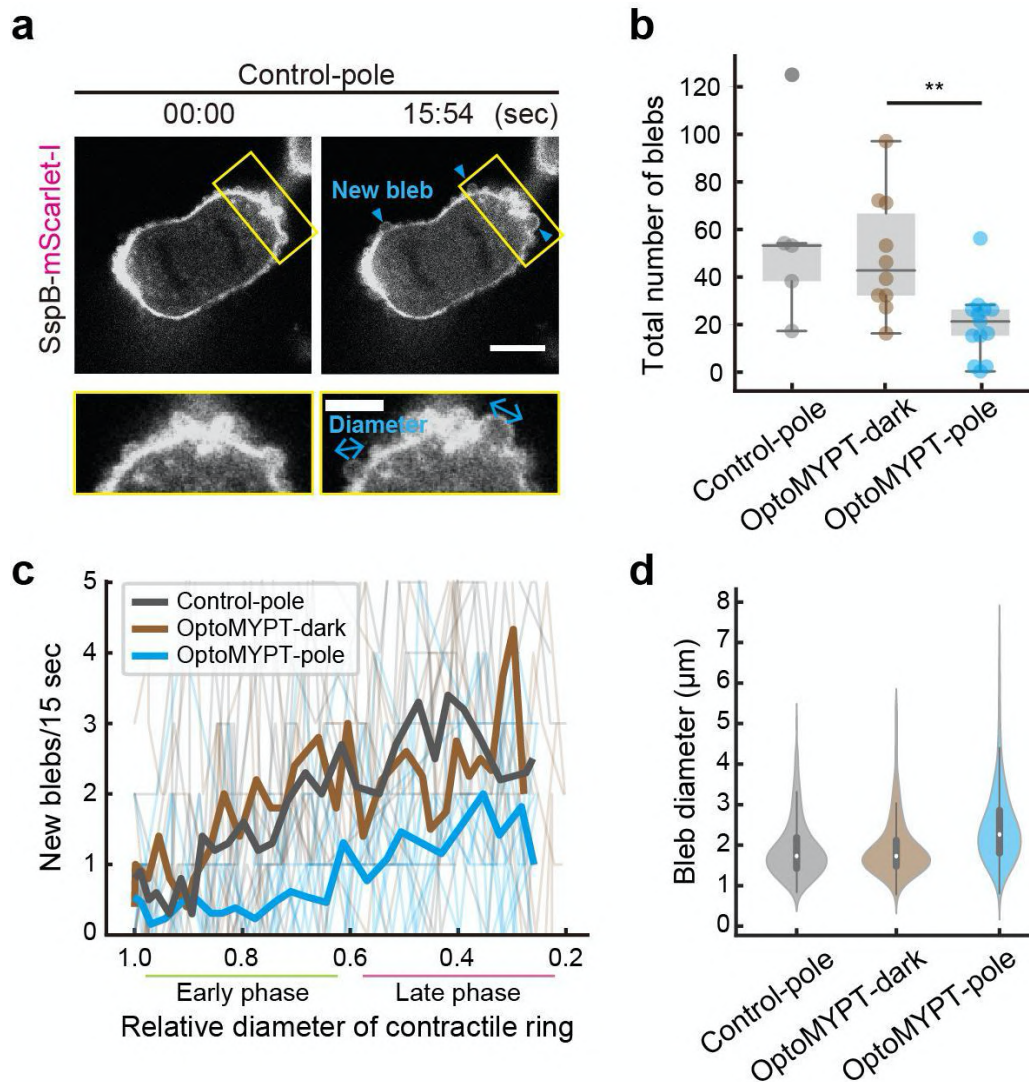 a
Control-pole
00:00
15:54 (sec)
SspB-mScarlet-I
New bleb
Diameter
b
Total number of blebs
120
100
80
60
40
20
0
**
Control-pole
OptoMYPT-dark
OptoMYPT-pole
c
New blebs/15 sec
5
4
3
2
1
0
Control-pole
OptoMYPT-dark
OptoMYPT-pole
1.0 0.8 0.6 0.4 0.2
Early phase Late phase
Relative diameter of contractile ring
d
Bleb diameter (µm)
8
7
6
5
4
3
2
1
0
Control-pole
OptoMYPT-dark
OptoMYPT-pole